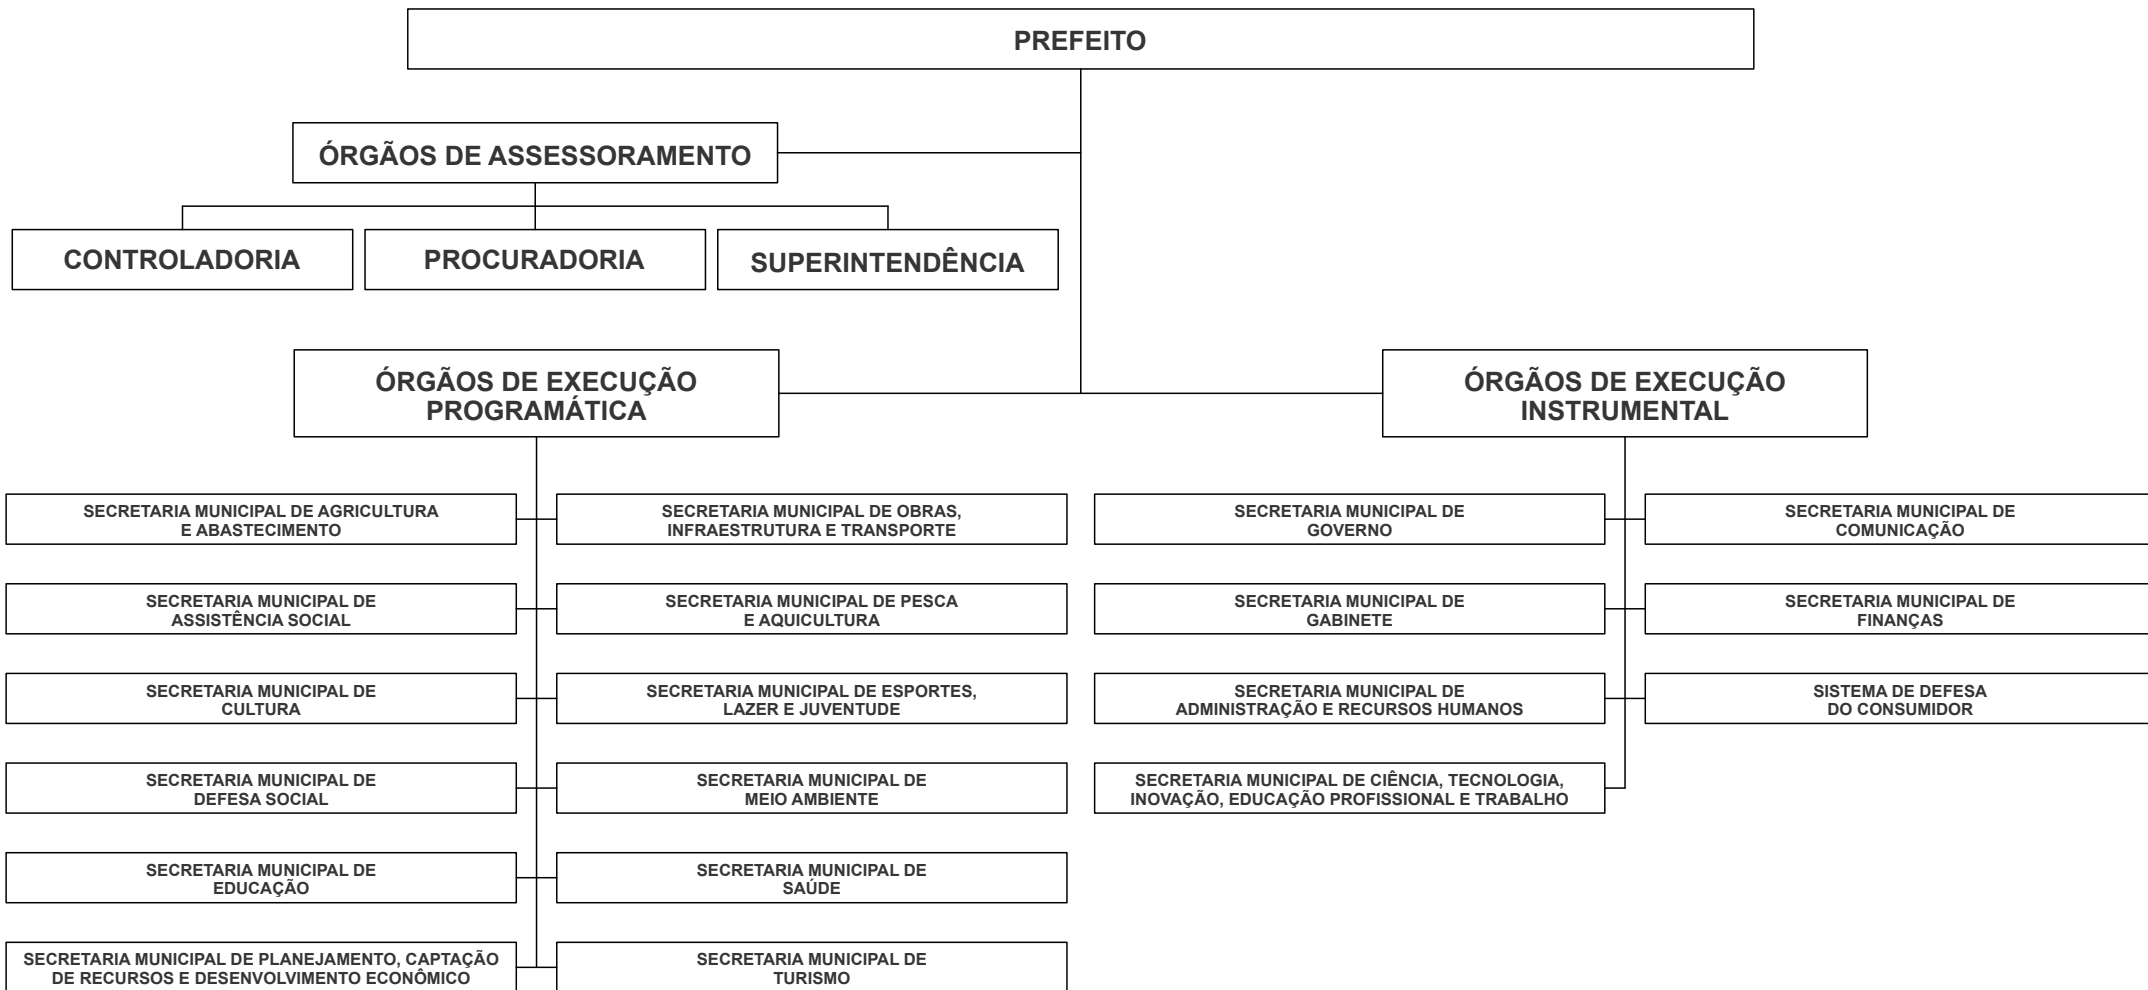 PREFEITO
ÓRGÃOS DE ASSESSORAMENTO
CONTROLADORIA
PROCURADORIA
SUPERINTENDÊNCIA
ÓRGÃOS DE EXECUÇÃO
PROGRAMÁTICA
ÓRGÃOS DE EXECUÇÃO
INSTRUMENTAL
SECRETARIA MUNICIPAL DE AGRICULTURA
E ABASTECIMENTO
SECRETARIA MUNICIPAL DE OBRAS,
INFRAESTRUTURA E TRANSPORTE
SECRETARIA MUNICIPAL DE
GOVERNO
SECRETARIA MUNICIPAL DE
COMUNICAÇÃO
SECRETARIA MUNICIPAL DE
ASSISTÊNCIA SOCIAL
SECRETARIA MUNICIPAL DE PESCA
E AQUICULTURA
SECRETARIA MUNICIPAL DE
GABINETE
SECRETARIA MUNICIPAL DE
FINANÇAS
SECRETARIA MUNICIPAL DE
CULTURA
SECRETARIA MUNICIPAL DE ESPORTES,
LAZER E JUVENTUDE
SECRETARIA MUNICIPAL DE
ADMINISTRAÇÃO E RECURSOS HUMANOS
SISTEMA DE DEFESA
DO CONSUMIDOR
SECRETARIA MUNICIPAL DE
DEFESA SOCIAL
SECRETARIA MUNICIPAL DE
MEIO AMBIENTE
SECRETARIA MUNICIPAL DE CIÊNCIA, TECNOLOGIA,
INOVAÇÃO, EDUCAÇÃO PROFISSIONAL E TRABALHO
SECRETARIA MUNICIPAL DE
EDUCAÇÃO
SECRETARIA MUNICIPAL DE
SAÚDE
SECRETARIA MUNICIPAL DE PLANEJAMENTO, CAPTAÇÃO
DE RECURSOS E DESENVOLVIMENTO ECONÔMICO
SECRETARIA MUNICIPAL DE
TURISMO